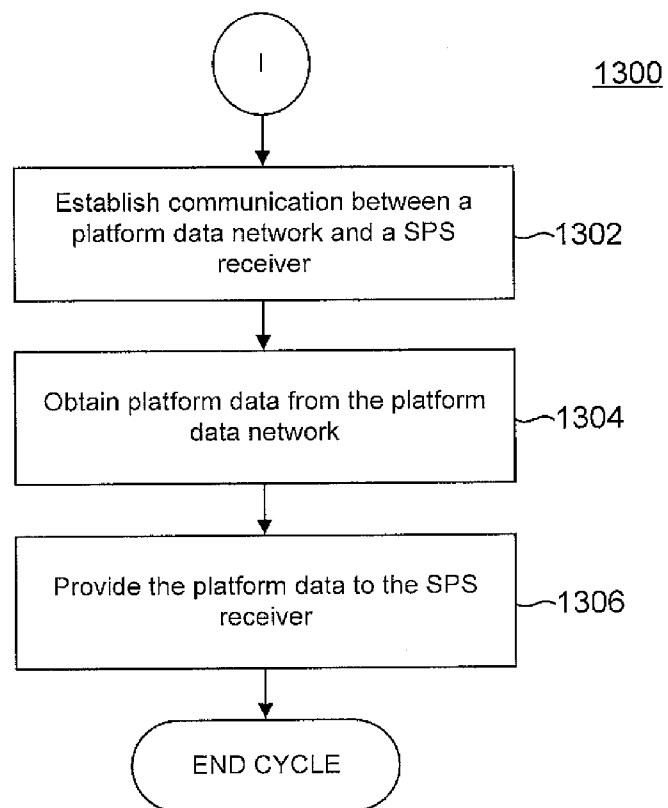 I
1300
Establish communication between a
platform data network and a SPS
receiver
1302
Obtain platform data from the platform
data network
1304
Provide the platform data to the SPS
receiver
1306
END CYCLE